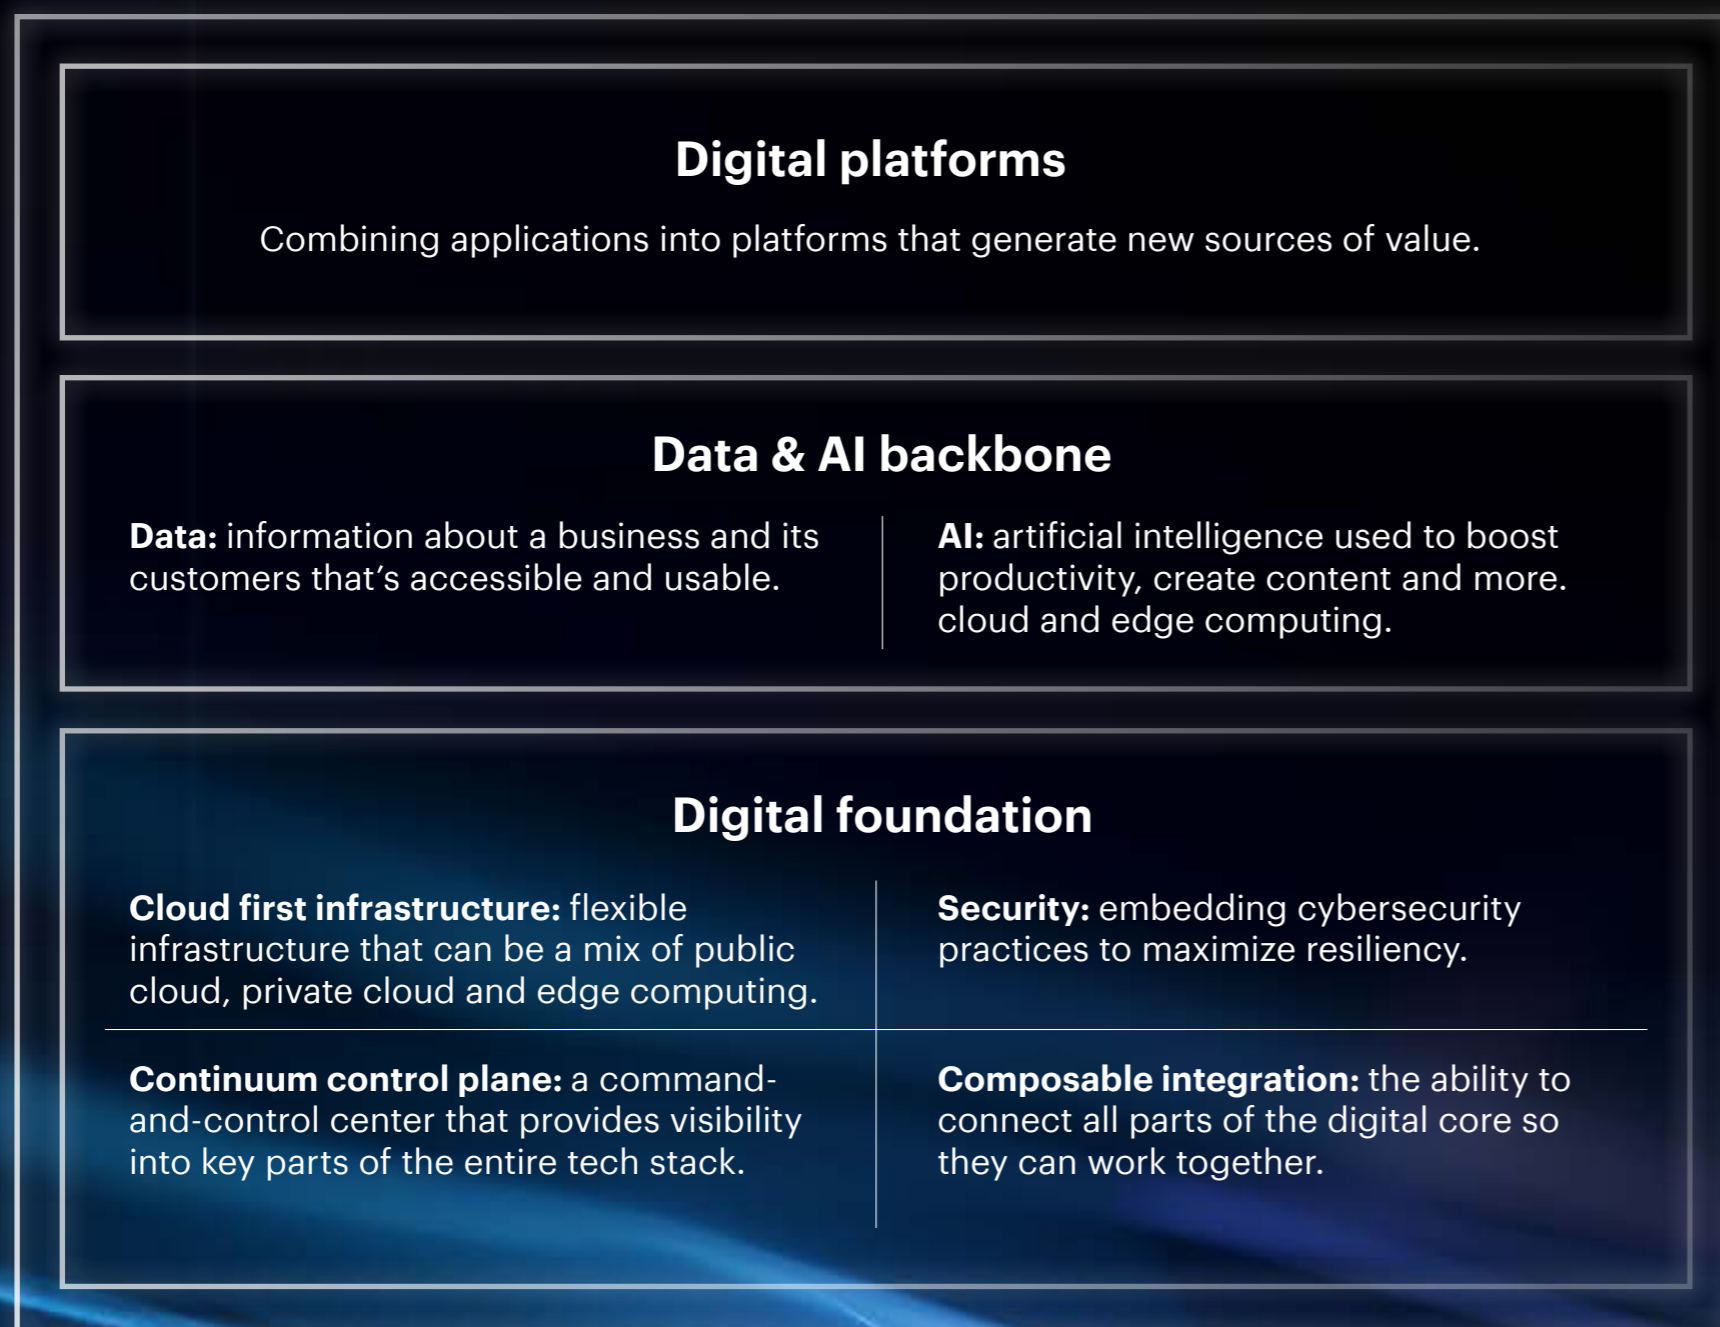 Digital platforms
Combining applications into platforms that generate new sources of value.
Data & AI backbone
Data: information about a business and its
customers that’s accessible and usable.
AI: artificial intelligence used to boost
productivity, create content and more.
cloud and edge computing.
Digital foundation
Cloud first infrastructure: flexible
infrastructure that can be a mix of public
cloud, private cloud and edge computing.
Security: embedding cybersecurity
practices to maximize resiliency.
Continuum control plane: a command-
and-control center that provides visibility
into key parts of the entire tech stack.
Composable integration: the ability to
connect all parts of the digital core so
they can work together.